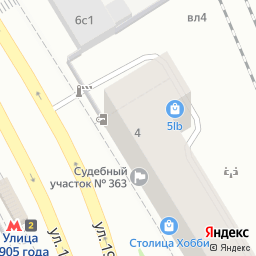 6с1
вл4
5lb
4
Судебный
участок № 363
М 2
Улица
905 года
ул. 1
ул. 19
Столица Хобби
Яндекс